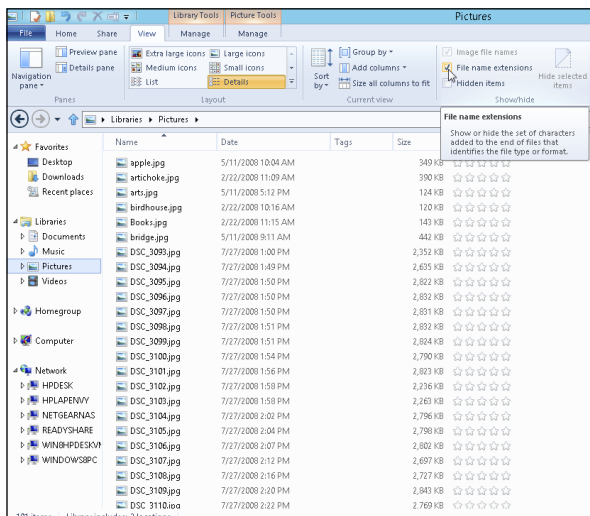 Library Tools Picture Tools Pictures
File Home Share View Manage Manage
Preview pane
Details pane
Navigation pane
Panes
Extra large icons Large icons
Medium icons Small icons
List Details
Layout
Sort by
Group by
Add columns
Size all columns to fit
Current view
Image file names
File name extensions
Hidden items
Hide selected items
Show/hide
File name extensions
Show or hide the set of characters
added to the end of files that
identifies the file type or format.
Libraries Pictures
Favorites
Desktop
Downloads
Recent places
Libraries
Documents
Music
Pictures
Videos
Homegroup
Computer
Network
HPDESK
HPLAPENVY
NETGEARNAS
READYSHARE
WIN8HPDESKVM
WINDOWS8PC
Name Date Tags Size
apple.jpg 5/11/2008 10:04 AM 349 KB
artichoke.jpg 2/22/2008 11:09 AM 390 KB
arts.jpg 5/11/2008 5:12 PM 124 KB
birdhouse.jpg 2/22/2008 10:16 AM 120 KB
Books.jpg 2/22/2008 11:15 AM 143 KB
bridge.jpg 5/11/2008 9:11 AM 442 KB
DSC_3093.jpg 7/27/2008 1:00 PM 2,352 KB
DSC_3094.jpg 7/27/2008 1:49 PM 2,635 KB
DSC_3095.jpg 7/27/2008 1:50 PM 2,822 KB
DSC_3096.jpg 7/27/2008 1:50 PM 2,832 KB
DSC_3097.jpg 7/27/2008 1:50 PM 2,831 KB
DSC_3098.jpg 7/27/2008 1:51 PM 2,832 KB
DSC_3099.jpg 7/27/2008 1:51 PM 2,824 KB
DSC_3100.jpg 7/27/2008 1:54 PM 2,790 KB
DSC_3101.jpg 7/27/2008 1:56 PM 2,823 KB
DSC_3102.jpg 7/27/2008 1:58 PM 2,236 KB
DSC_3103.jpg 7/27/2008 1:58 PM 2,263 KB
DSC_3104.jpg 7/27/2008 2:02 PM 2,796 KB
DSC_3105.jpg 7/27/2008 2:04 PM 2,798 KB
DSC_3106.jpg 7/27/2008 2:07 PM 2,802 KB
DSC_3107.jpg 7/27/2008 2:12 PM 2,697 KB
DSC_3108.jpg 7/27/2008 2:16 PM 2,727 KB
DSC_3109.jpg 7/27/2008 2:20 PM 2,843 KB
DSC_3110.jpg 7/27/2008 2:22 PM 2,769 KB